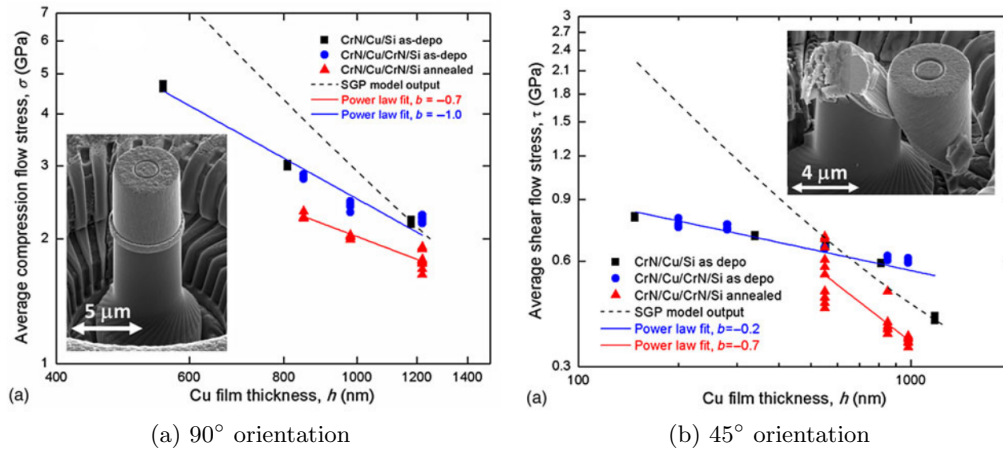 (a)
7
6
5
4
3
2
1
400
600
800
1000
1200
1400
Average compression flow stress, σ (GPa)
Cu film thickness, h (nm)
CrN/Cu/Si as-depo
CrN/Cu/CrN/Si as-depo
CrN/Cu/CrN/Si annealed
SGP model output
Power law fit, b = −0.7
Power law fit, b = −1.0
5 μm
(a)
(a) 90° orientation
3
2.7
2.4
2.1
1.8
1.5
1.2
0.9
0.6
0.3
100
1000
Average shear flow stress, τ (GPa)
Cu film thickness, h (nm)
4 μm
CrN/Cu/Si as depo
CrN/Cu/CrN/Si as depo
CrN/Cu/CrN/Si annealed
SGP model output
Power law fit, b=−0.2
Power law fit, b=−0.7
(a)
(b) 45° orientation